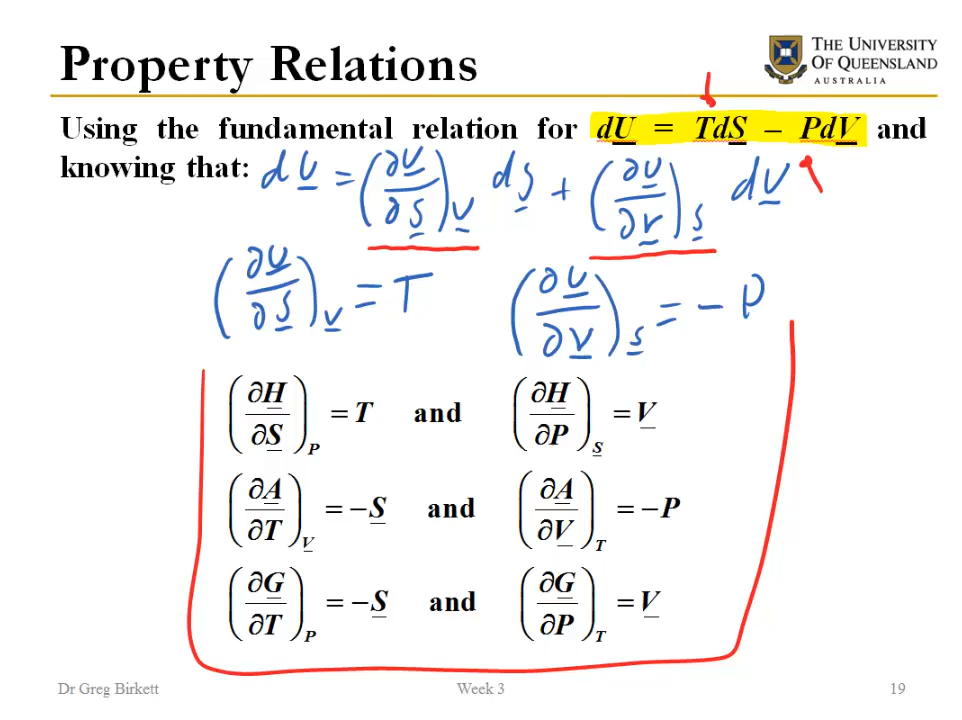 Property Relations
THE UNIVERSITY
OF QUEENSLAND
AUSTRALIA
Using the fundamental relation for dU = TdS – PdV and
knowing that: dU = (∂U/∂S)_V dS + (∂U/∂V)_S dV
(∂U/∂S)_V = T (∂U/∂V)_S = - P
(∂H/∂S)_P = T and (∂H/∂P)_S = V
(∂A/∂T)_V = −S and (∂A/∂V)_T = −P
(∂G/∂T)_P = −S and (∂G/∂P)_T = V
Dr Greg Birkett Week 3 19